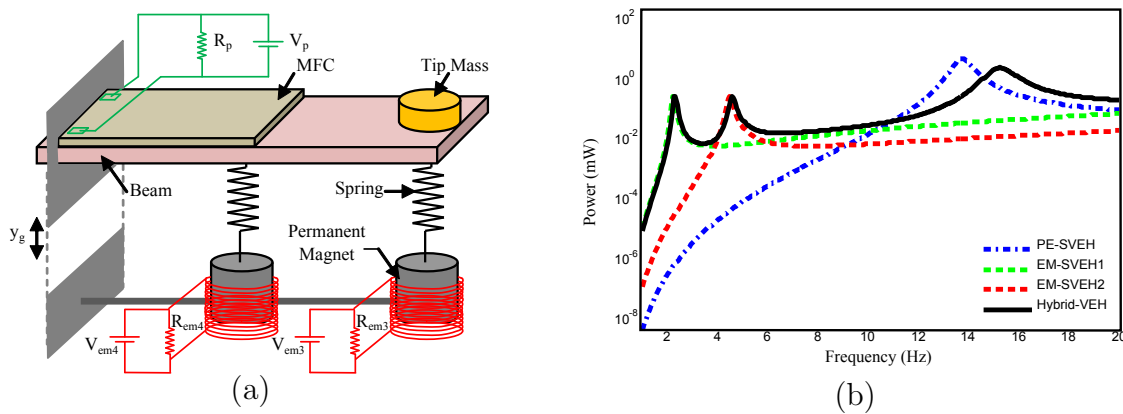 R_p
V_p
MFC
Tip Mass
Beam
Spring
y_g
Permanent
Magnet
R_em4
V_em4
R_em3
V_em3
(a)
10^2
10^0
10^-2
10^-4
10^-6
10^-8
Power (mW)
PE-SVEH
EM-SVEH1
EM-SVEH2
Hybrid-VEH
2 4 6 8 10 12 14 16 18 20
Frequency (Hz)
(b)